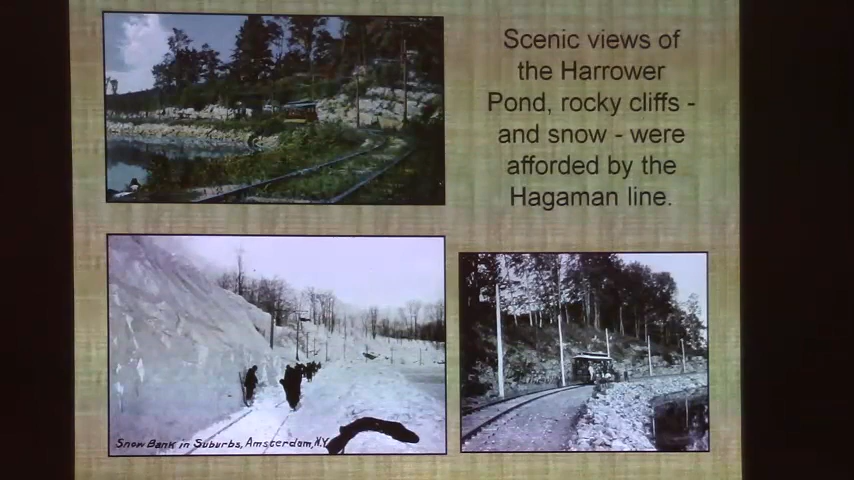 Scenic views of
the Harrower
Pond, rocky cliffs -
and snow - were
afforded by the
Hagaman line.
Snow Bank in Suburbs, Amsterdam, N.Y.